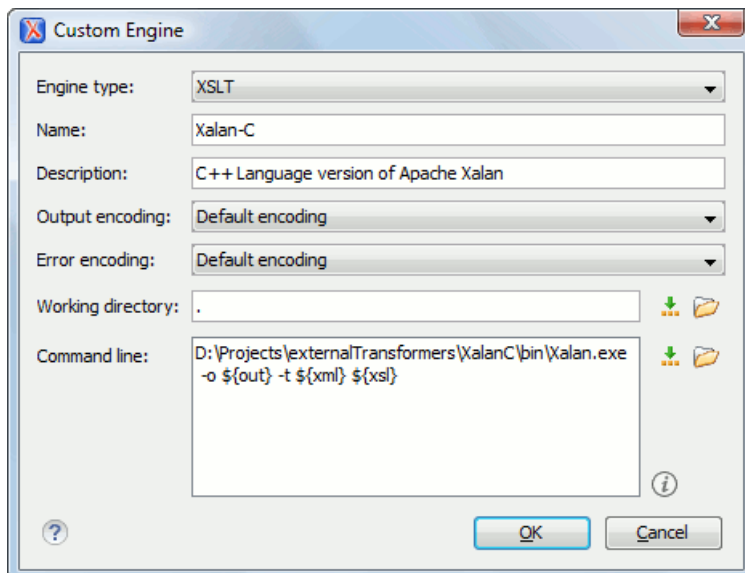 Custom Engine
Engine type: XSLT
Name: Xalan-C
Description: C++ Language version of Apache Xalan
Output encoding: Default encoding
Error encoding: Default encoding
Working directory: .
Command line: D:\Projects\externalTransformers\XalanC\bin\Xalan.exe
-o ${out} -t ${xml} ${xsl}
OK Cancel